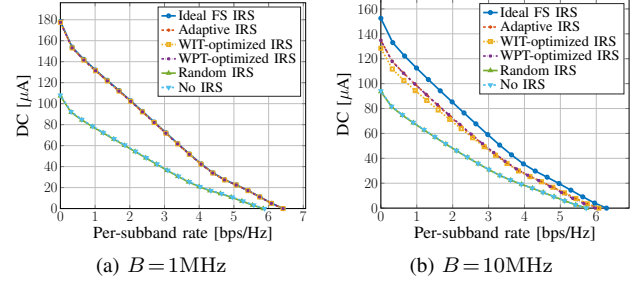 Ideal FS IRS
Adaptive IRS
WIT-optimized IRS
WPT-optimized IRS
Random IRS
No IRS
DC [μA]
180
160
140
120
100
80
60
40
20
0
0 1 2 3 4 5 6 7
Per-subband rate [bps/Hz]
(a) B = 1MHz
Ideal FS IRS
Adaptive IRS
WIT-optimized IRS
WPT-optimized IRS
Random IRS
No IRS
DC [μA]
160
140
120
100
80
60
40
20
0
0 1 2 3 4 5 6
Per-subband rate [bps/Hz]
(b) B = 10MHz